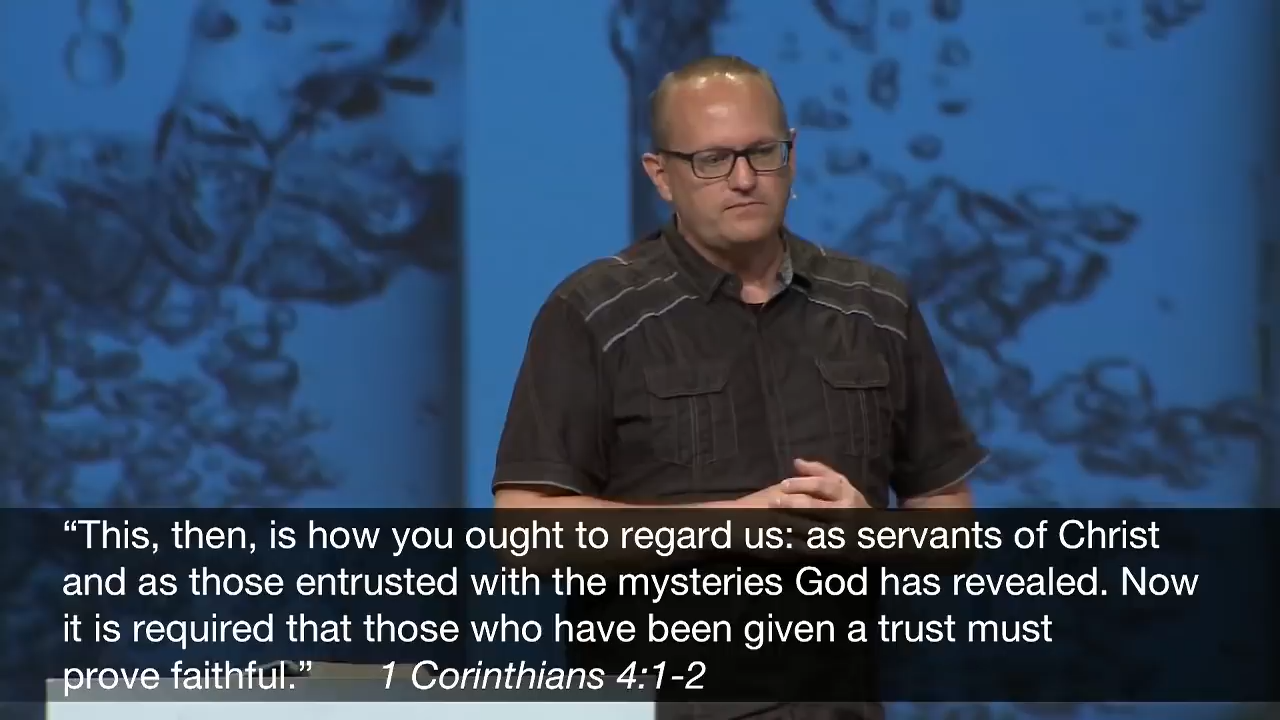 “This, then, is how you ought to regard us: as servants of Christ
and as those entrusted with the mysteries God has revealed. Now
it is required that those who have been given a trust must
prove faithful.” 1 Corinthians 4:1-2